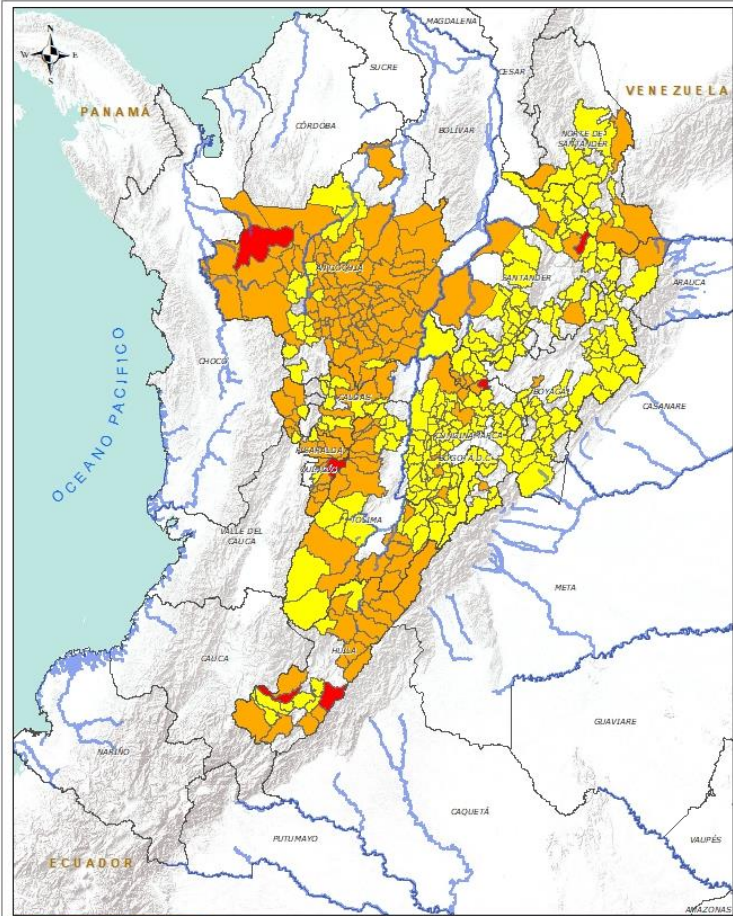 N
W E
S
MAGDALENA
SUCRE
CESAR
VENEZUELA
PANAMÁ
CÓRDOBA
BOLÍVAR
NORTE DE
SANTANDER
ANTIOQUIA
SANTANDER
ARAUCA
CHOCÓ
OCEANO PACIFICO
CALDAS
BOYACÁ
CASANARE
CUNDINAMARCA
RISARALDA
BOGOTÁ, D.C.
QUINDÍO
TOLIMA
VALLE DEL
CAUCA
META
CAUCA
HUILA
GUAVIARE
NARIÑO
CAQUETÁ
PUTUMAYO
VAUPÉS
ECUADOR
AMAZONAS